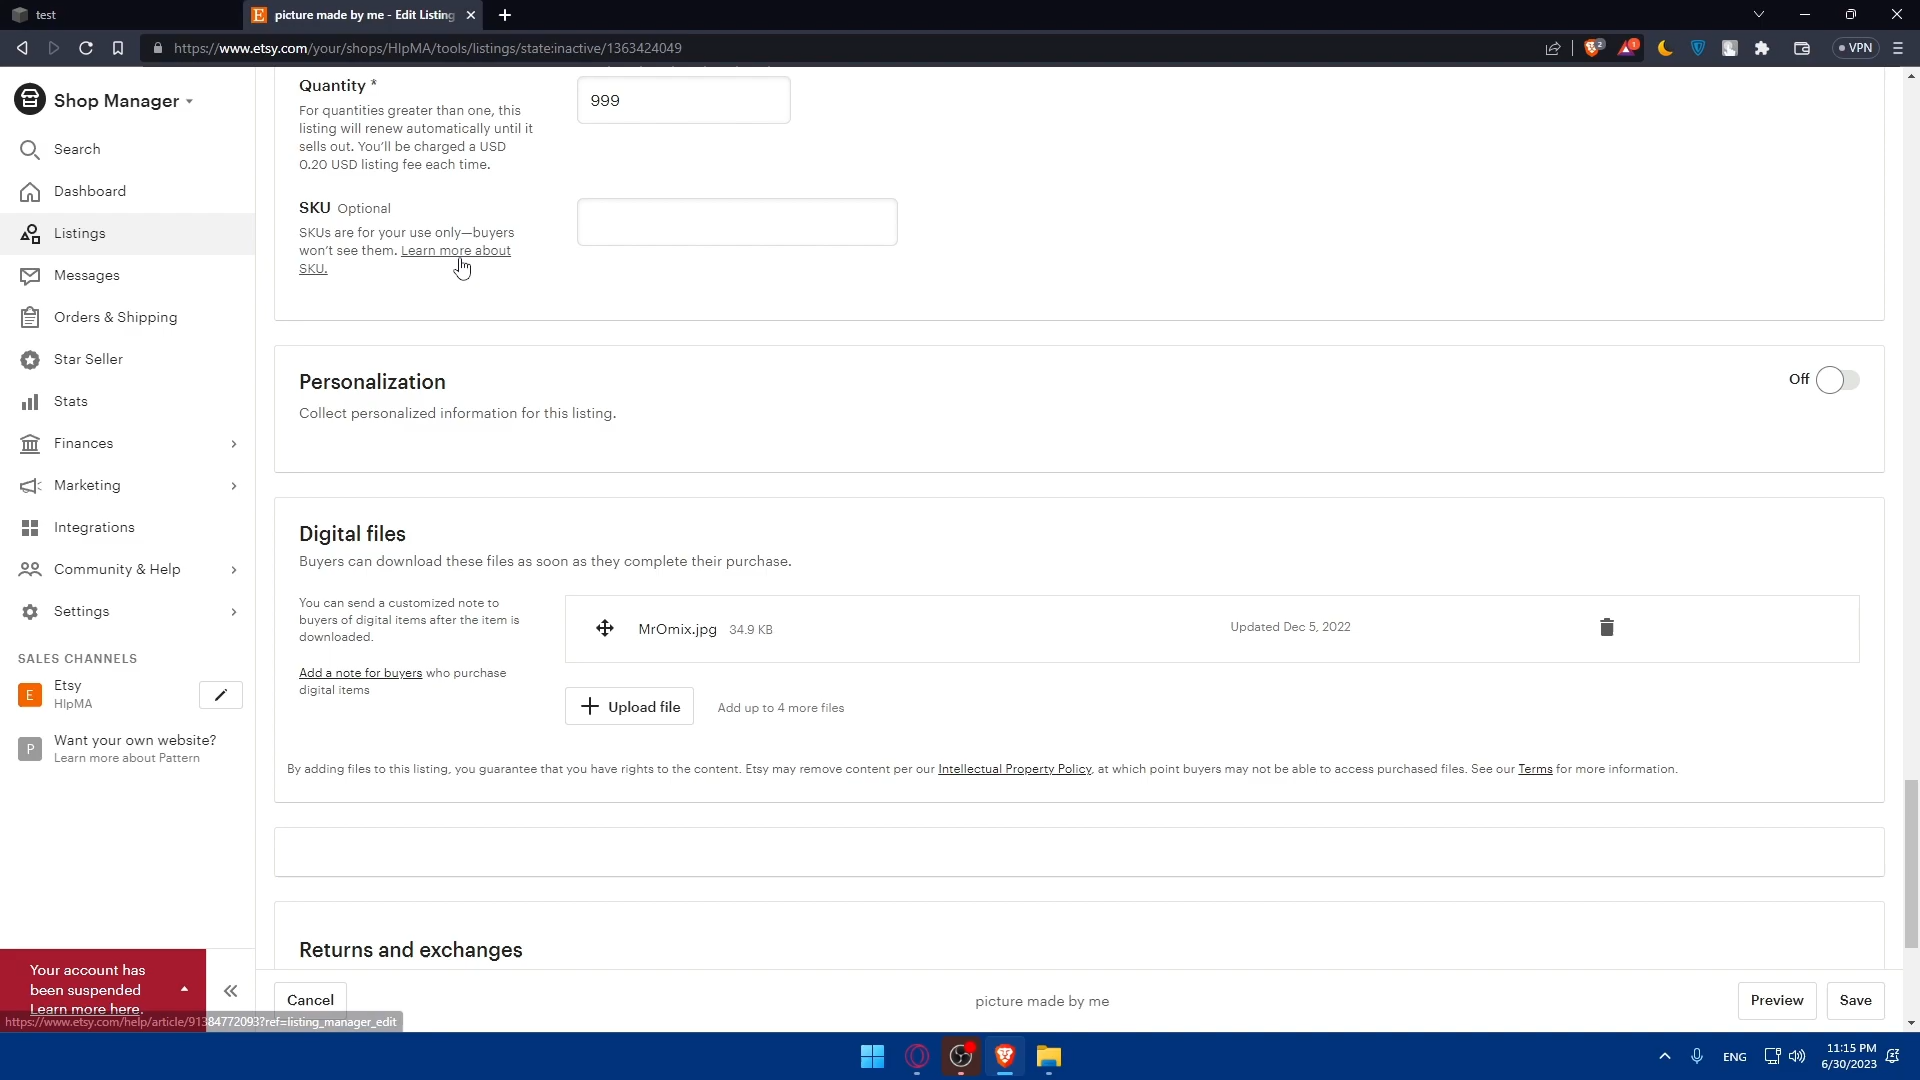 test
picture made by me - Edit Listing
https://www.etsy.com/your/shops/HlpMA/tools/listings/state:inactive/1363424049
2
1
VPN
Shop Manager
Search
Dashboard
Listings
Messages
Orders & Shipping
Star Seller
Stats
Finances
Marketing
Integrations
Community & Help
Settings
SALES CHANNELS
E
Etsy
HlpMA
P
Want your own website?
Learn more about Pattern
Your account has
been suspended
Learn more here.
https://www.etsy.com/help/article/91384772093?ref=listing_manager_edit
Quantity *
For quantities greater than one, this
listing will renew automatically until it
sells out. You'll be charged a USD
0.20 USD listing fee each time.
999
SKU Optional
SKUs are for your use only—buyers
won't see them. Learn more about
SKU.
Personalization
Collect personalized information for this listing.
Off
Digital files
Buyers can download these files as soon as they complete their purchase.
You can send a customized note to
buyers of digital items after the item is
downloaded.
Add a note for buyers who purchase
digital items
MrOmix.jpg 34.9 KB
Updated Dec 5, 2022
Upload file
Add up to 4 more files
By adding files to this listing, you guarantee that you have rights to the content. Etsy may remove content per our Intellectual Property Policy, at which point buyers may not be able to access purchased files. See our Terms for more information.
Returns and exchanges
Cancel
picture made by me
Preview
Save
ENG
11:15 PM
6/30/2023